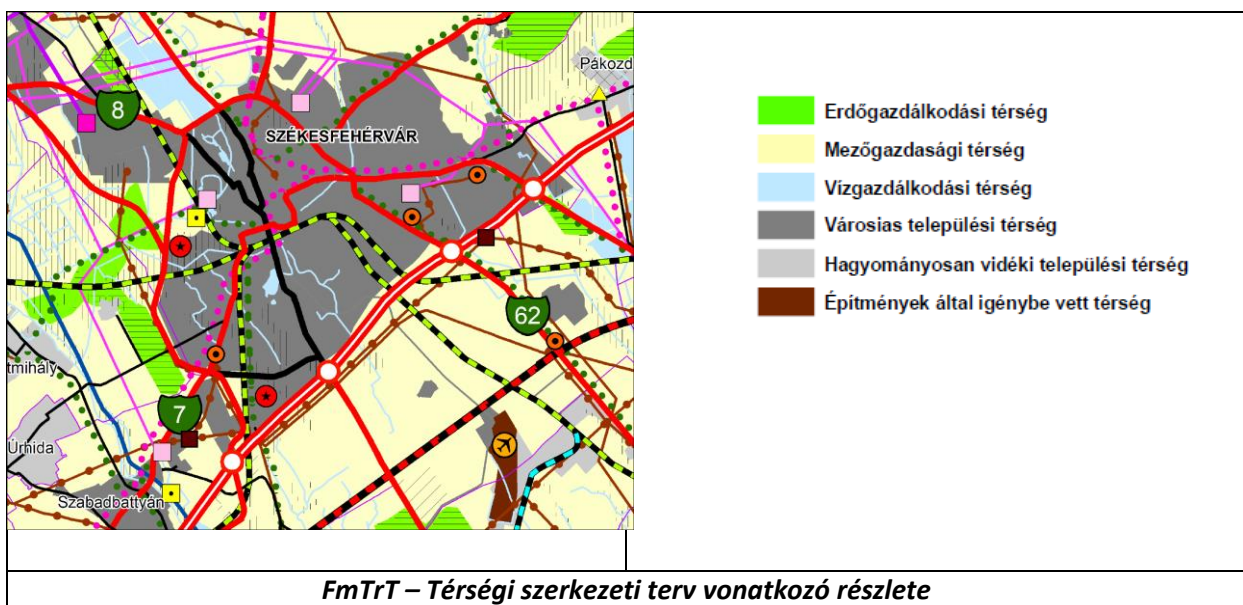 Pákozd
8
SZÉKESFEHÉRVÁR
62
tmihály
7
Úrhida
Szabadbattyán
Erdőgazdálkodási térség
Mezőgazdasági térség
Vízgazdálkodási térség
Városias települési térség
Hagyományosan vidéki települési térség
Építmények által igénybe vett térség
FmTrT – Térségi szerkezeti terv vonatkozó részlete